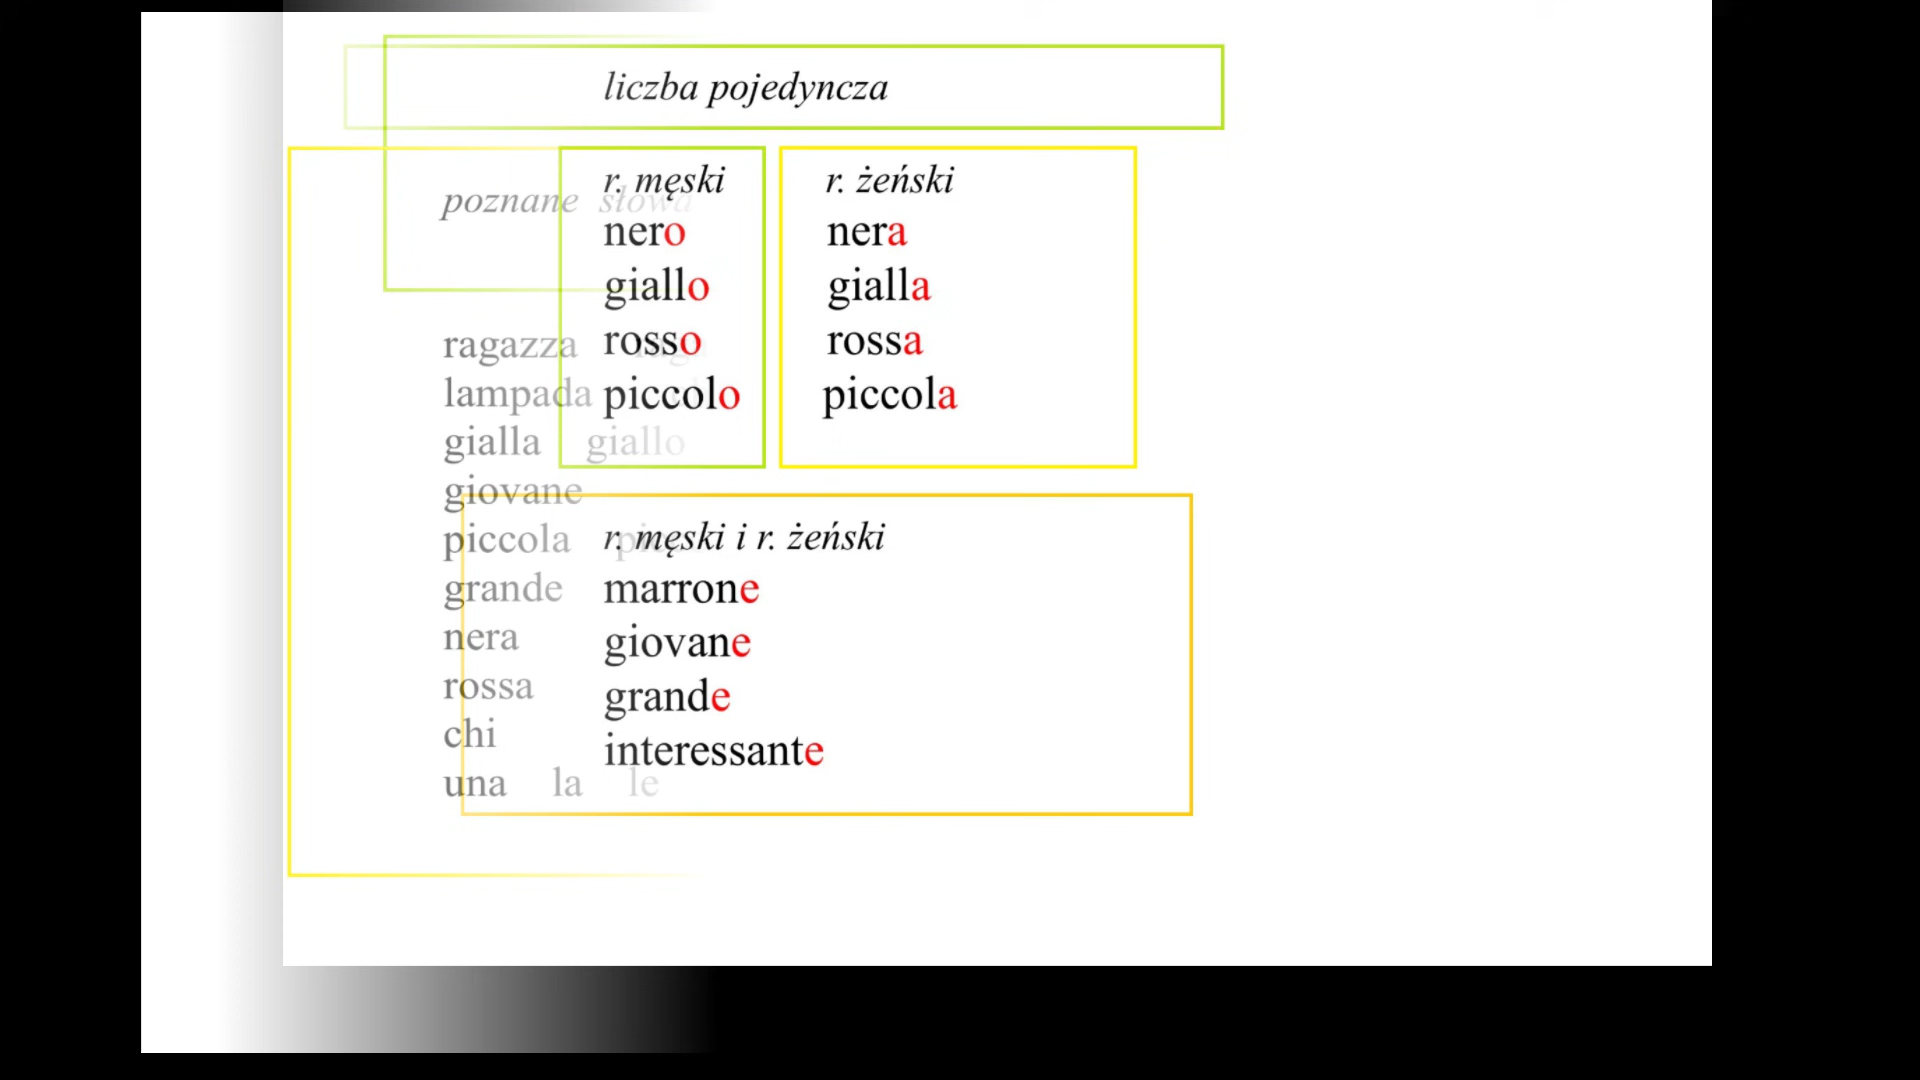 liczba pojedyncza
r. męski
nero
giallo
rosso
piccolo
r. żeński
nera
gialla
rossa
piccola
r. męski i r. żeński
marrone
giovane
grande
interessante
poznane słowa
ragazza
lampada
gialla giallo
giovane
piccola
grande
nera
rossa
chi
una la le